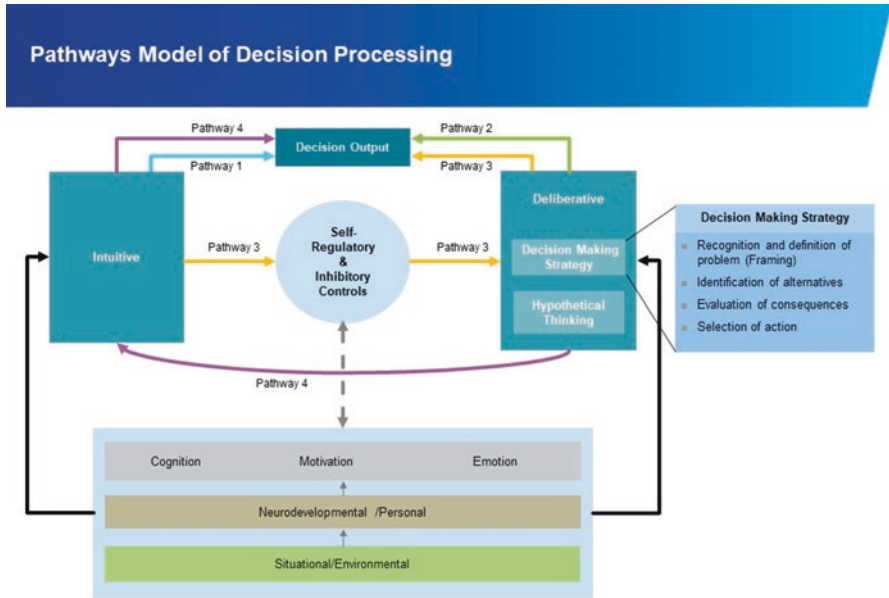 Pathways Model of Decision Processing
Pathway 4
Pathway 2
Decision Output
Pathway 1
Pathway 3
Deliberative
Self-
Regulatory
&
Inhibitory
Controls
Intuitive
Pathway 3
Pathway 3
Decision Making
Strategy
Hypothetical
Thinking
Decision Making Strategy
Recognition and definition of
problem (Framing)
Identification of alternatives
Evaluation of consequences
Selection of action
Pathway 4
Cognition
Motivation
Emotion
Neurodevelopmental /Personal
Situational/Environmental